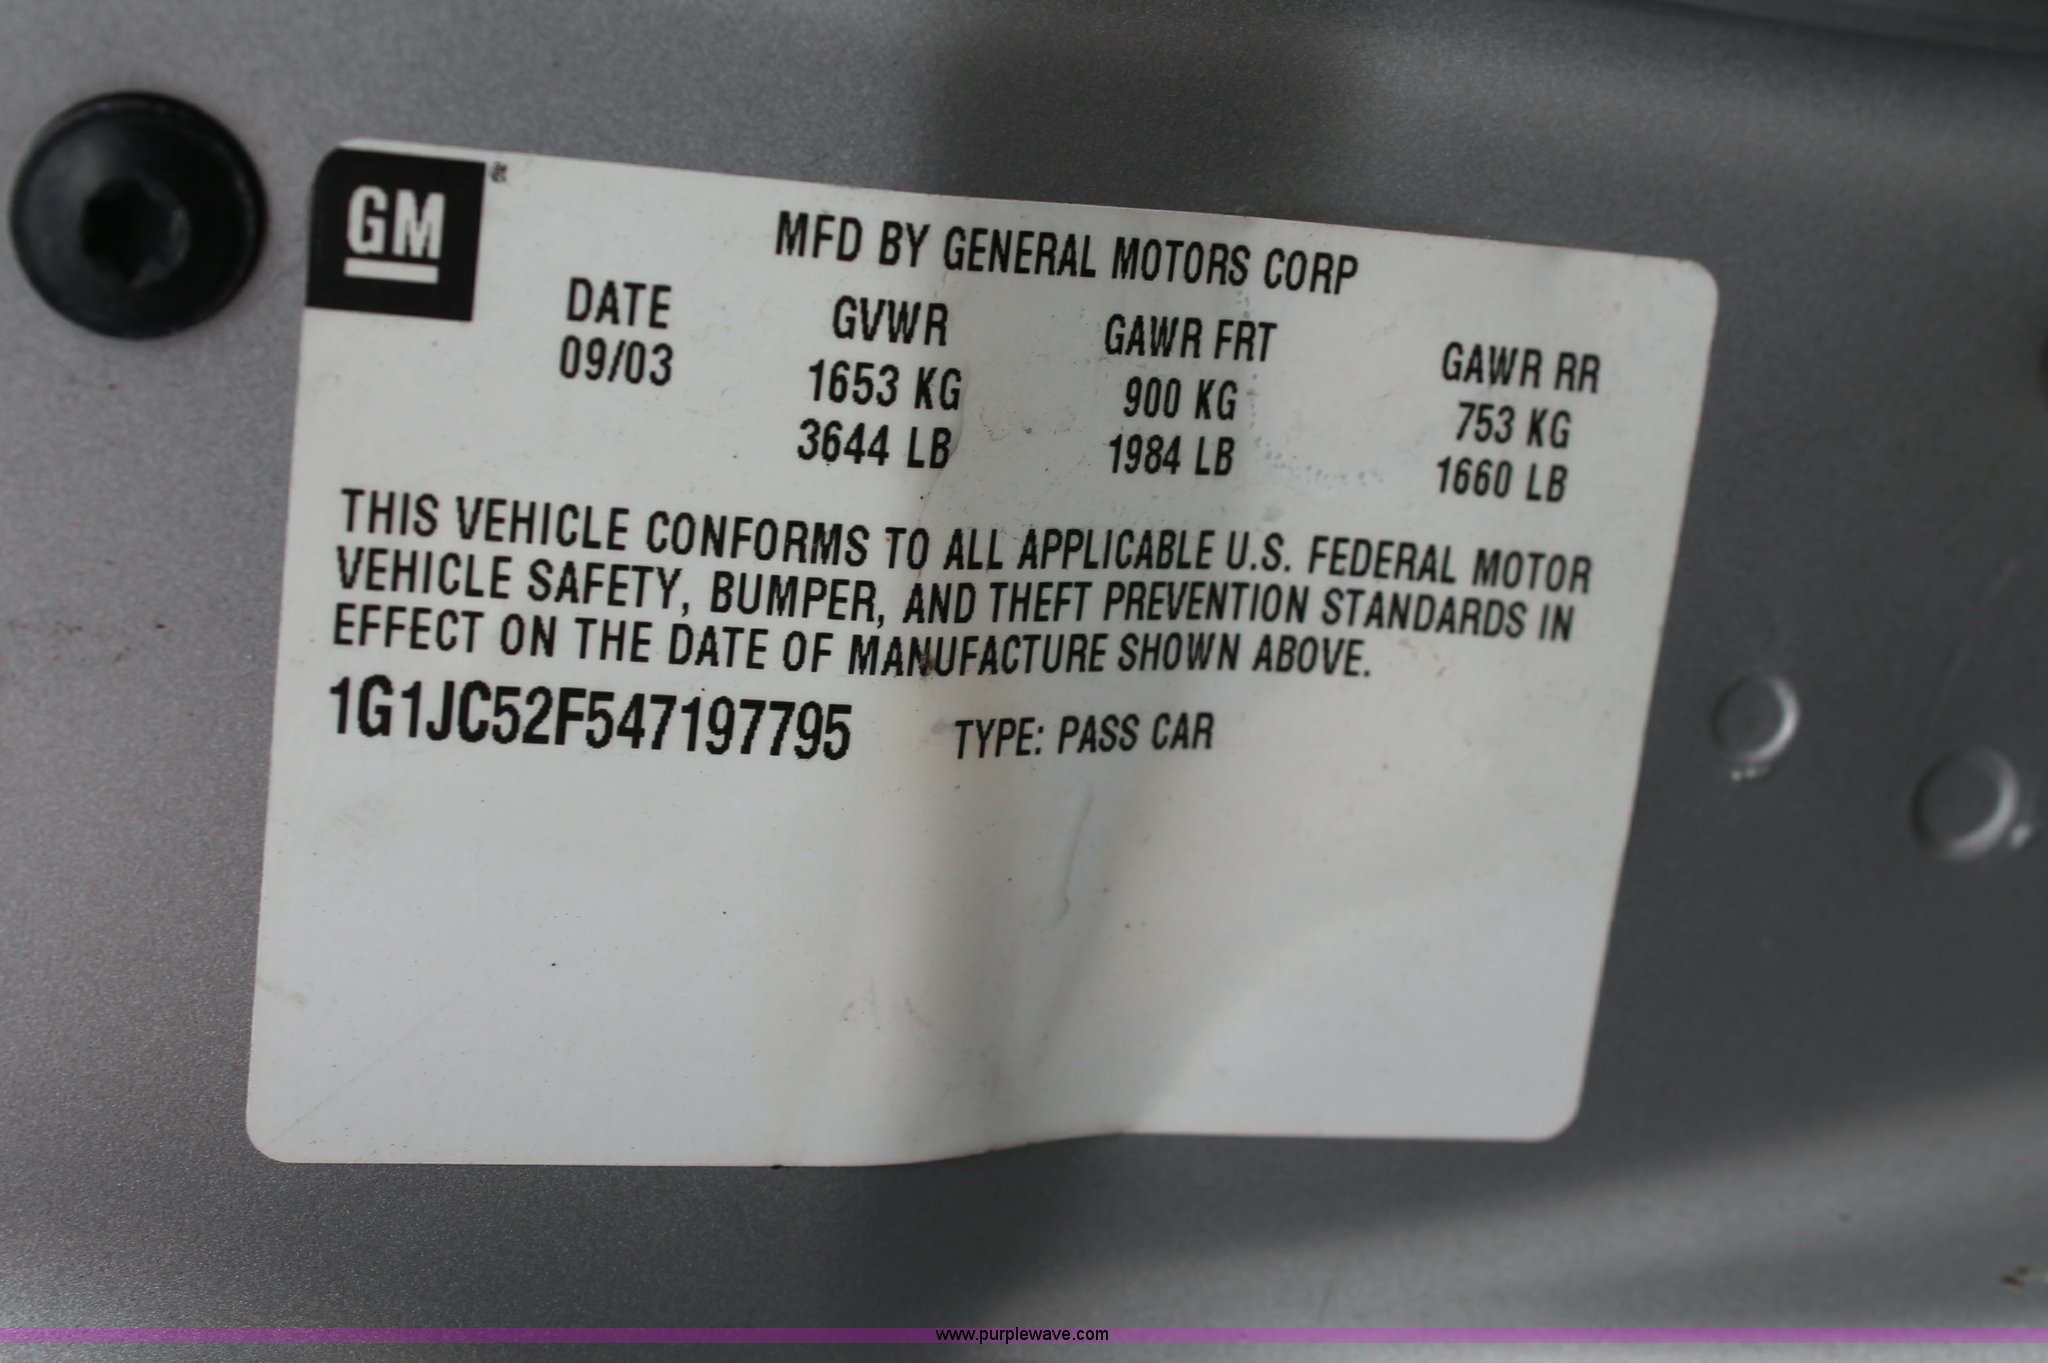 GM
MFD BY GENERAL MOTORS CORP
DATE GVWR GAWR FRT GAWR RR
09/03 1653 KG 900 KG 753 KG
3644 LB 1984 LB 1660 LB
THIS VEHICLE CONFORMS TO ALL APPLICABLE U.S. FEDERAL MOTOR
VEHICLE SAFETY, BUMPER, AND THEFT PREVENTION STANDARDS IN
EFFECT ON THE DATE OF MANUFACTURE SHOWN ABOVE.
1G1JC52F547197795 TYPE: PASS CAR
www.purplewave.com